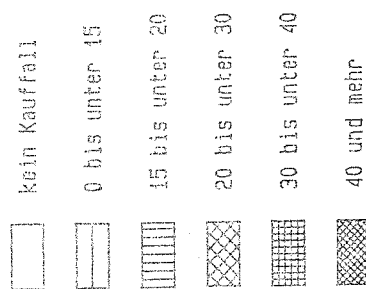 kein Kauffall
0 bis unter 15
15 bis unter 20
20 bis unter 30
30 bis unter 40
40 und mehr